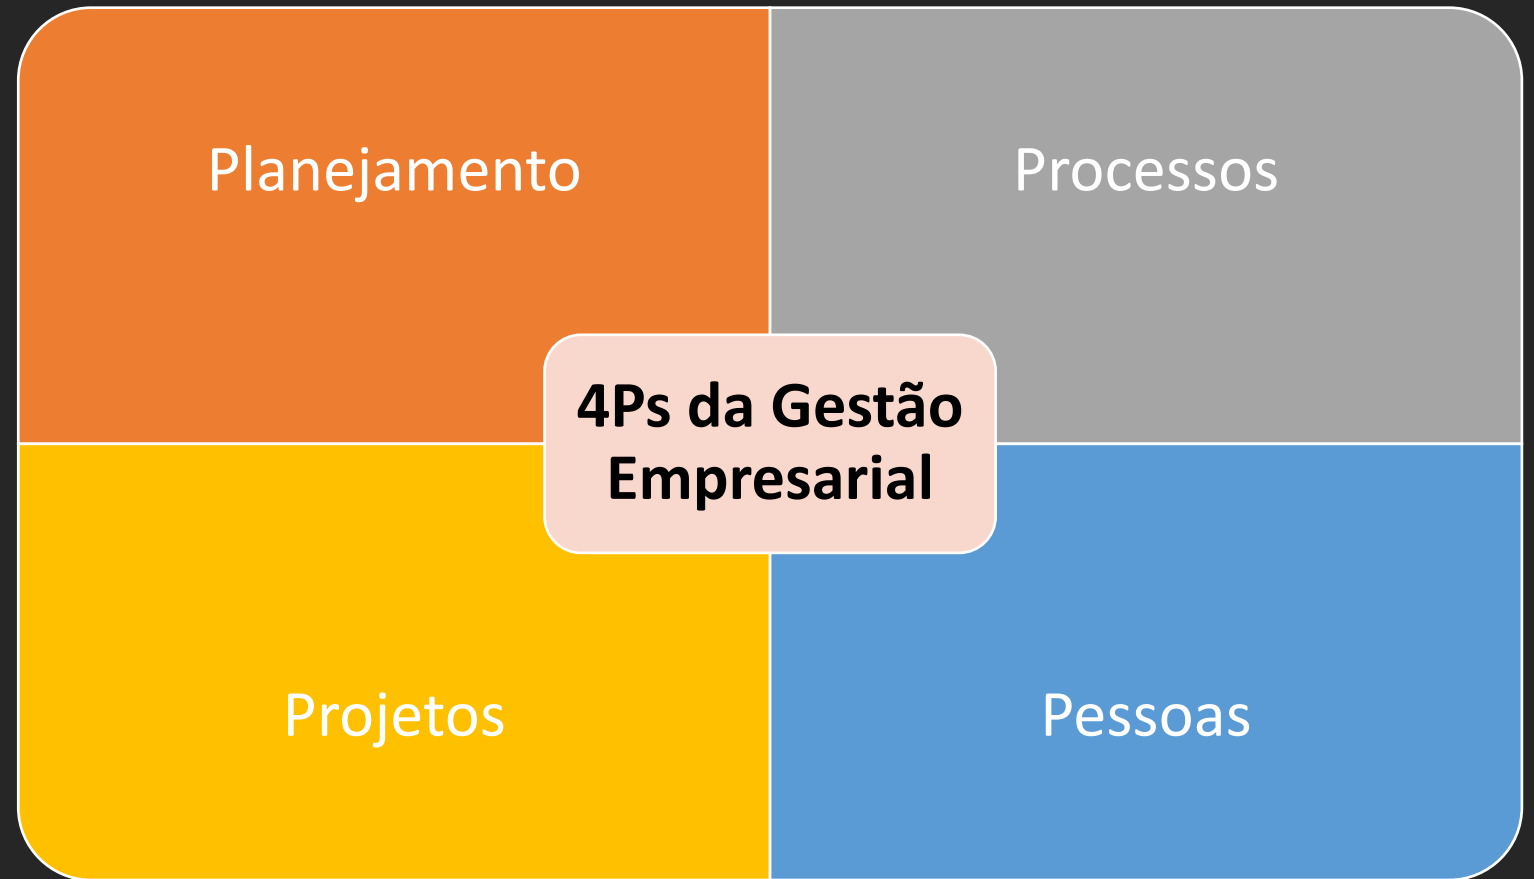 Planejamento
Processos
4Ps da Gestão
Empresarial
Projetos
Pessoas